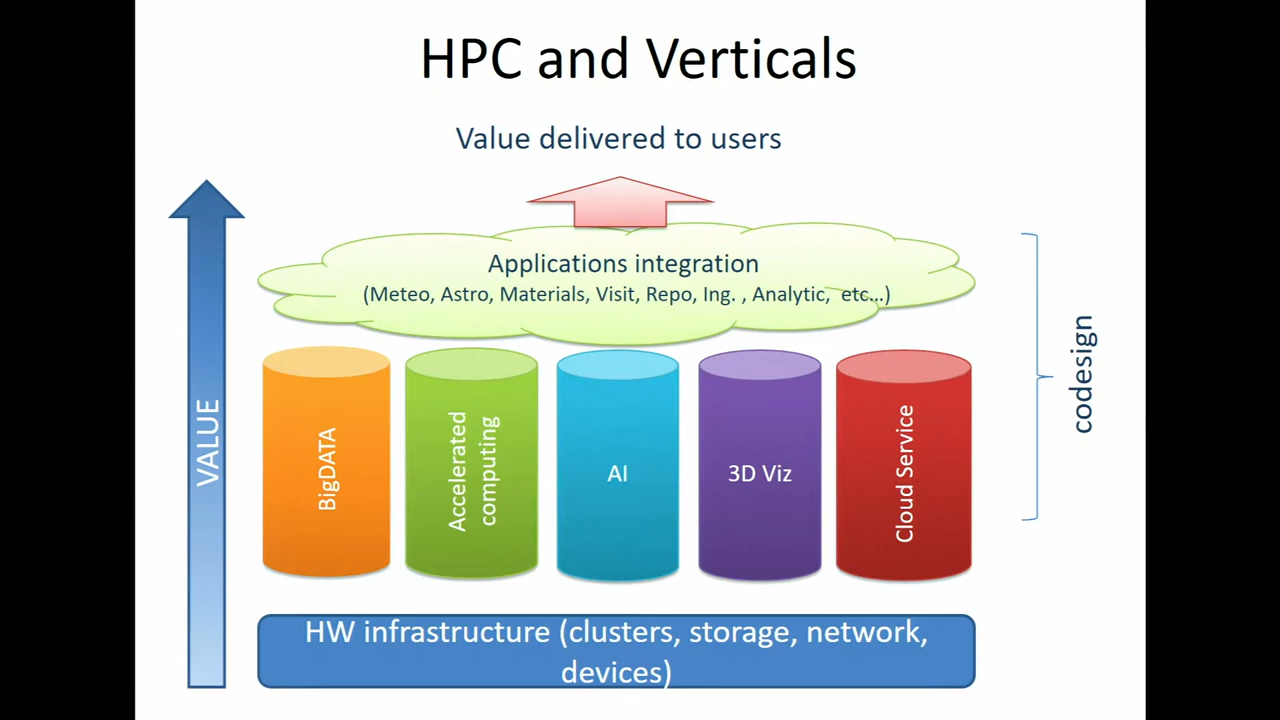 HPC and Verticals
Value delivered to users
Applications integration
(Meteo, Astro, Materials, Visit, Repo, Ing. , Analytic,  etc…)
VALUE
BigDATA
Accelerated
computing
AI
3D Viz
Cloud Service
codesign
HW infrastructure (clusters, storage, network,
devices)